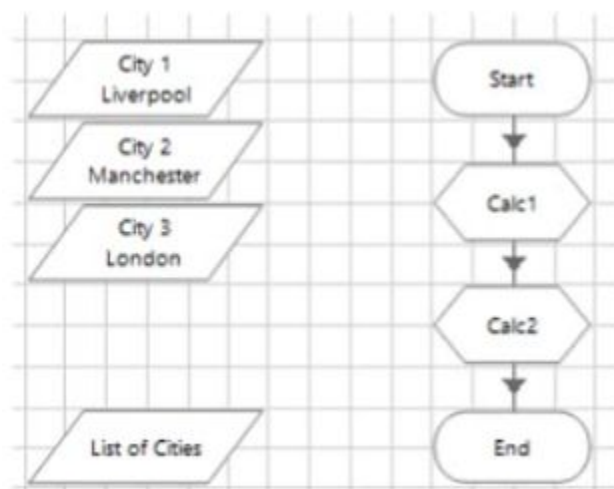 City 1
Liverpool
City 2
Manchester
City 3
London
List of Cities
Start
Calc1
Calc2
End